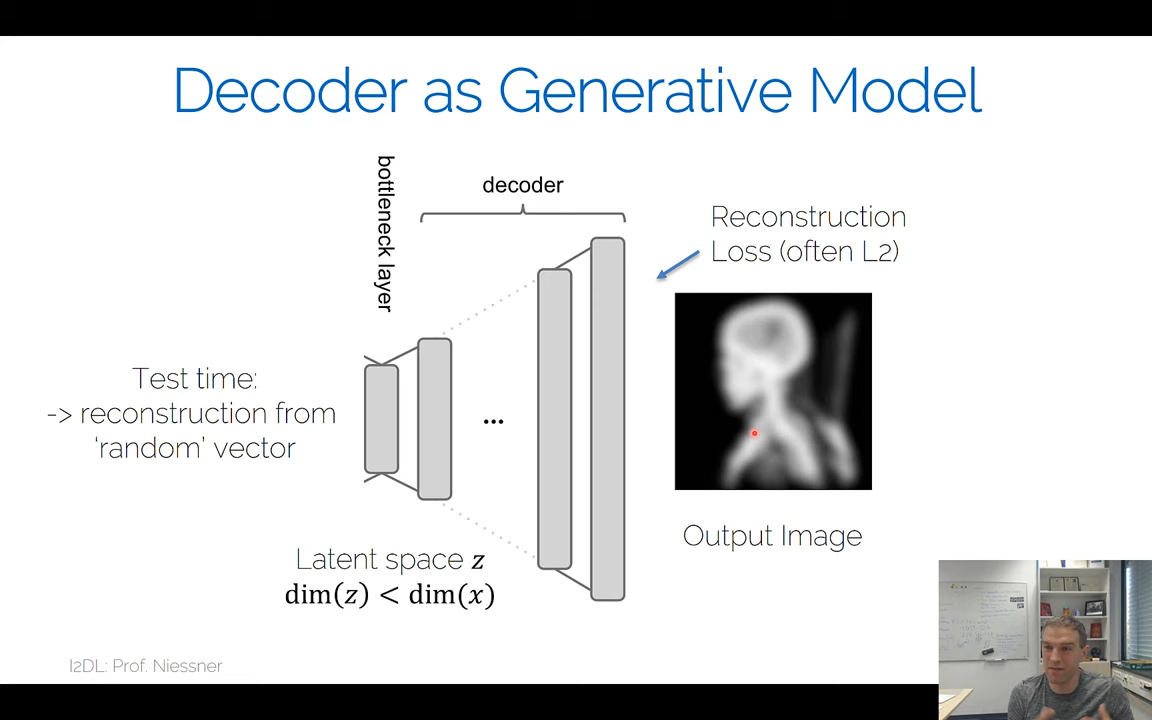 Decoder as Generative Model
bottleneck layer
decoder
Reconstruction
Loss (often L2)
Test time:
-> reconstruction from
‘random’ vector
...
Latent space z
dim(z) < dim(x)
Output Image
I2DL: Prof. Niessner